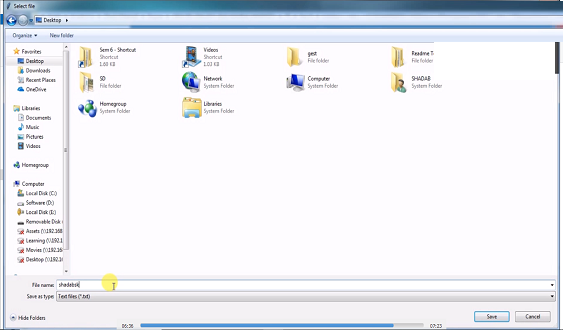 Select file
Desktop
Organize
New folder
Favorites
Desktop
Downloads
Recent Places
OneDrive
Libraries
Documents
Music
Pictures
Videos
Homegroup
Computer
Local Disk (C:)
Software (D:)
Local Disk (E:)
Removable Disk
Assets (\\192.1
Learning (\\192.
Movies (\\192.16
Desktop (\\192.1
Sem 6 - Shortcut
Shortcut
1.60 KB
Videos
Shortcut
1.03 KB
gest
File folder
Readme T
File folder
SD
File folder
Network
System Folder
Computer
System Folder
SHADAB
System Folder
Homegroup
System Folder
Libraries
System Folder
File name: shadabsk
Save as type: Text files (*.txt)
Hide Folders
Save
Cancel
06:36
07:23